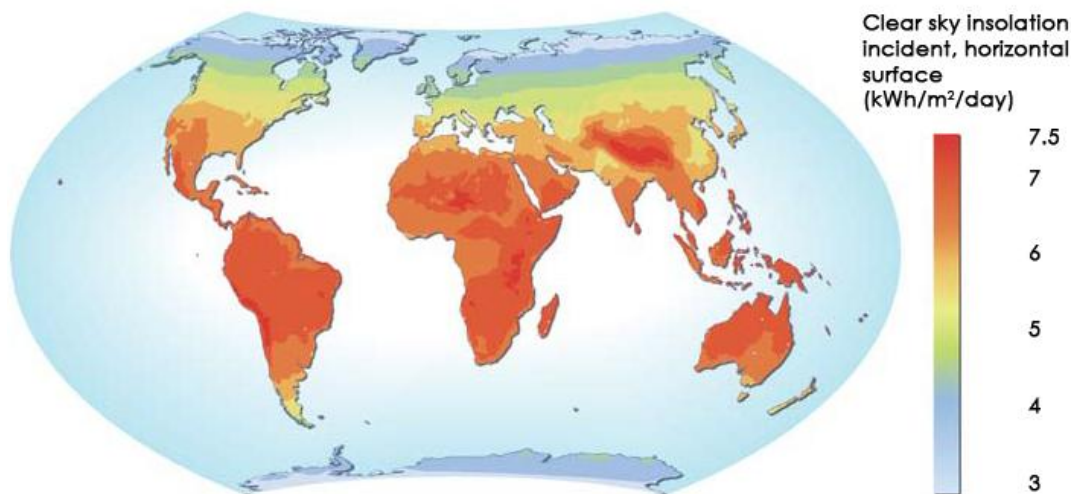 Clear sky insolation
incident, horizontal
surface
(kWh/m²/day)
7.5
7
6
5
4
3